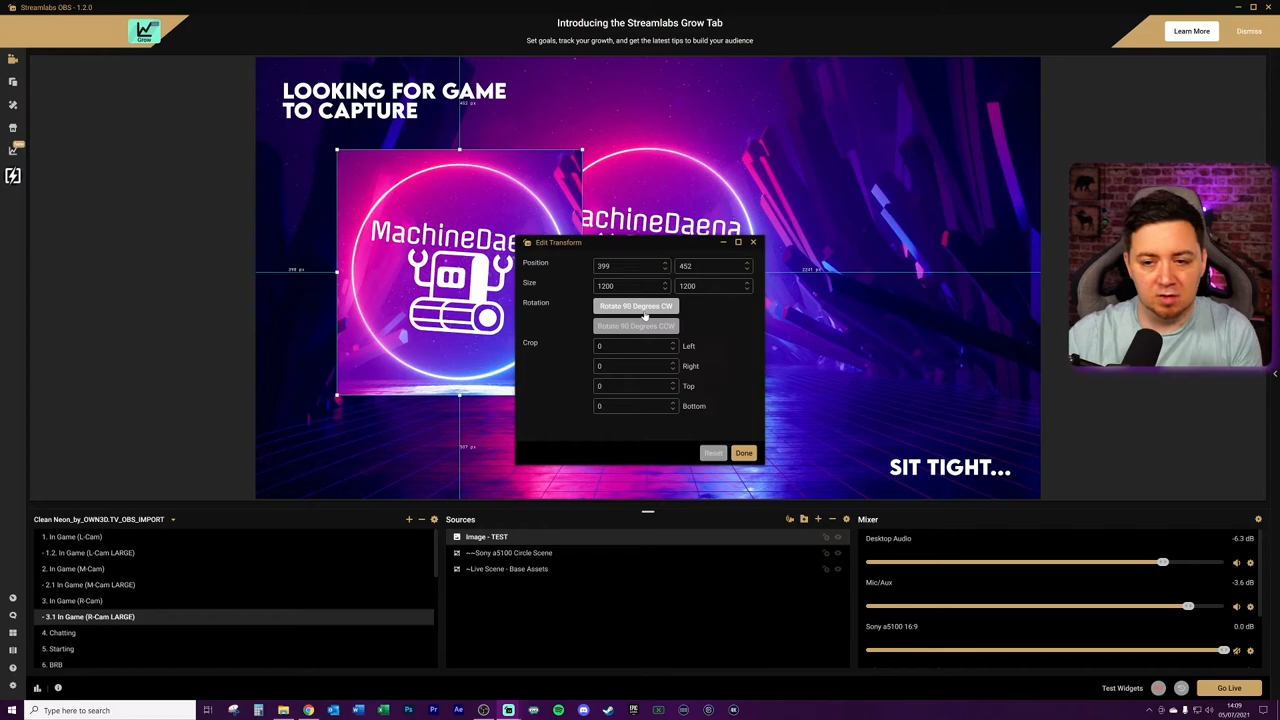 Streamlabs OBS - 1.2.0
Grow
Introducing the Streamlabs Grow Tab
Set goals, track your growth, and get the latest tips to build your audience
Learn More
Dismiss
LOOKING FOR GAME
TO CAPTURE
452 px
MachineDae
achineDaena
398 px
2241 px
Edit Transform
Position
399
452
Size
1200
1200
Rotation
Rotate 90 Degrees CW
Rotate 90 Degrees CCW
Crop
0
Left
0
Right
0
Top
0
Bottom
Reset
Done
SIT TIGHT...
Clean Neon_by_OWN3D.TV_OBS_IMPORT
1. In Game (L-Cam)
- 1.2. In Game (L-Cam LARGE)
2. In Game (M-Cam)
- 2.1 In Game (M-Cam LARGE)
3. In Game (R-Cam)
- 3.1 In Game (R-Cam LARGE)
4. Chatting
5. Starting
6. BRB
Sources
Image - TEST
~~Sony a5100 Circle Scene
~Live Scene - Base Assets
Mixer
Desktop Audio
-6.3 dB
Mic/Aux
-3.6 dB
Sony a5100 16:9
0.0 dB
Test Widgets
Go Live
Type here to search
14:09
05/07/2021